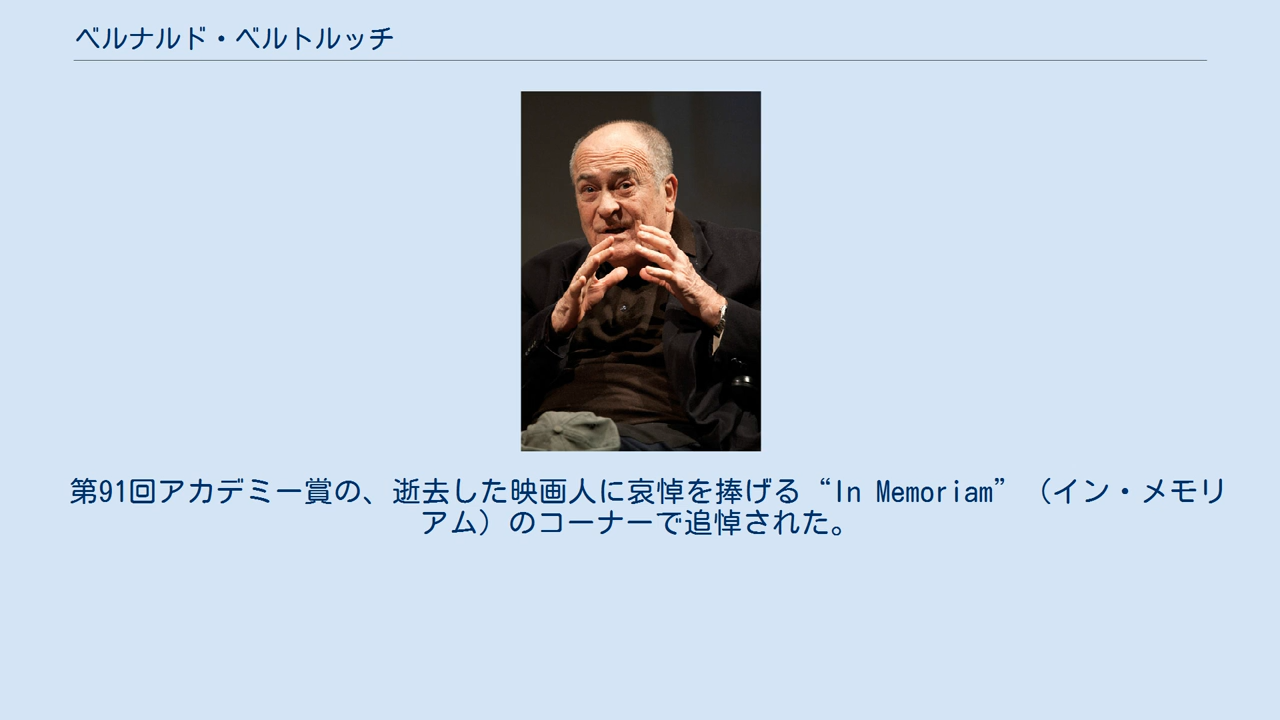 ベルナルド・ベルトルッチ
第91回アカデミー賞の、逝去した映画人に哀悼を捧げる“In Memoriam”（イン・メモリ
アム）のコーナーで追悼された。